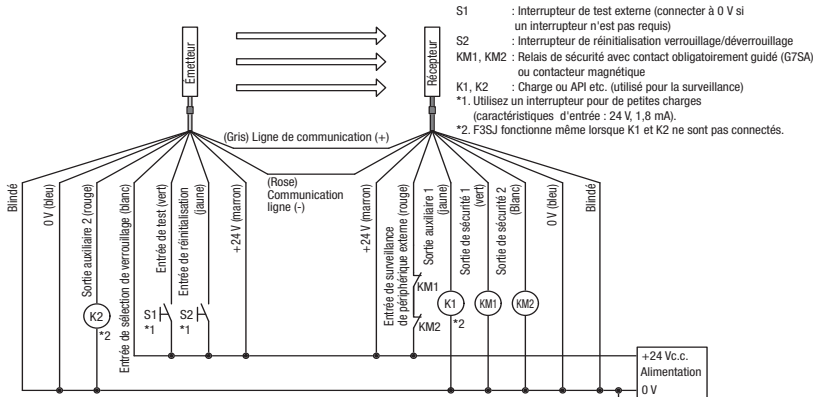 S1 : Interrupteur de test externe (connecter à 0 V si
un interrupteur n'est pas requis)
S2 : Interrupteur de réinitialisation verrouillage/déverrouillage
KM1, KM2 : Relais de sécurité avec contact obligatoirement guidé (G7SA)
ou contacteur magnétique
K1, K2 : Charge ou API etc. (utilisé pour la surveillance)
*1. Utilisez un interrupteur pour de petites charges
(caractéristiques d'entrée : 24 V, 1,8 mA).
*2. F3SJ fonctionne même lorsque K1 et K2 ne sont pas connectés.
Émetteur
Récepteur
(Gris) Ligne de communication (+)
(Rose)
Communication
ligne (-)
Blindé
0 V (bleu)
Sortie auxiliaire 2 (rouge)
Entrée de sélection de verrouillage (blanc)
Entrée de test (vert)
Entrée de réinitialisation
(jaune)
+24 V (marron)
+24 V (marron)
Entrée de surveillance
de périphérique externe (rouge)
Sortie auxiliaire 1
(jaune)
Sortie de sécurité 1
(vert)
Sortie de sécurité 2
(Blanc)
0 V (bleu)
Blindé
K2
*2
S1
*1
S2
*1
KM1
KM2
K1
*2
KM1
KM2
+24 Vc.c.
Alimentation
0 V